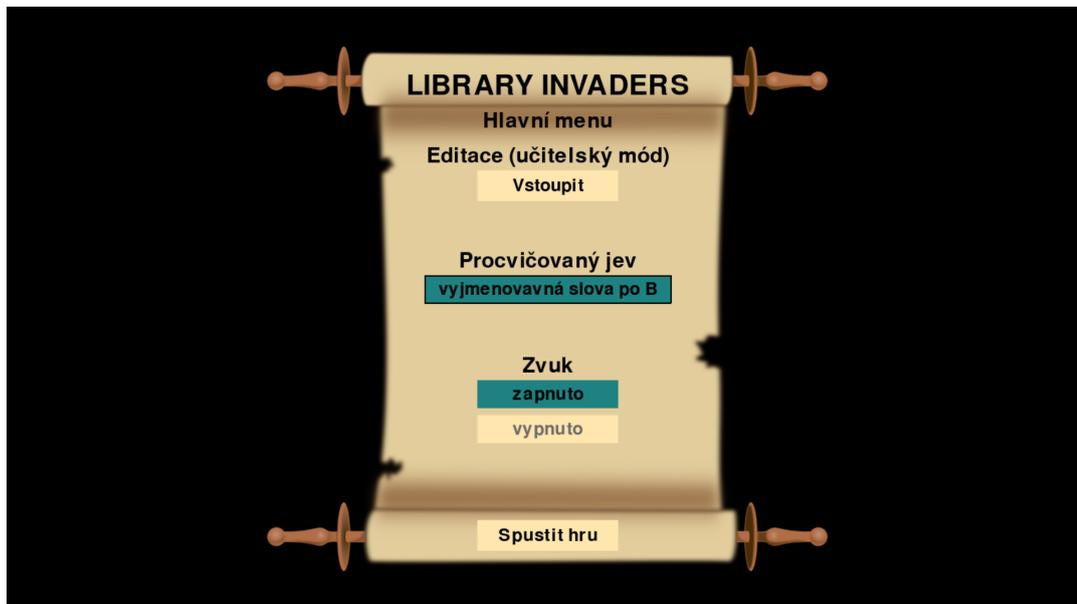 LIBRARY INVADERS
Hlavní menu
Editace (učitelský mód)
Vstoupit
Procvičovaný jev
vyjmenovavná slova po B
Zvuk
zapnuto
vypnuto
Spustit hru